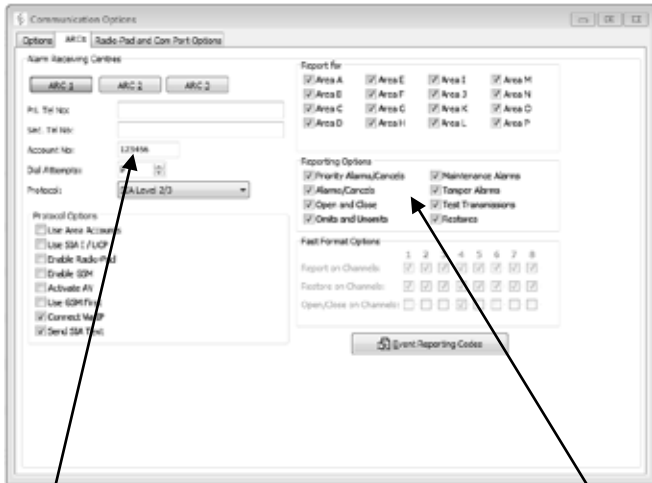 Communication Options
Options ARCs Radio-Pad and Com Port Options
Alarm Receiving Centres
ARC 1 ARC 2 ARC 3
Pri. Tel No:
Sec. Tel No:
Account No: 123456
Dial Attempts:
Protocol: SIA Level 2/3
Protocol Options
Use Area Accounts
Use SIA I / UCP
Enable Radio-Pad
Enable GSM
Activate AV
Use GSM First
Connect Via IP
Send SIA Text
Report for
Area A Area E Area I Area M
Area B Area F Area J Area N
Area C Area G Area K Area O
Area D Area H Area L Area P
Reporting Options
Priority Alarms/Cancels Maintenance Alarms
Alarms/Cancels Tamper Alarms
Open and Close Test Transmissions
Omits and Unsets Restores
Fast Format Options
1 2 3 4 5 6 7 8
Report on Channels:
Restore on Channels:
Open/Close on Channels:
Event Reporting Codes